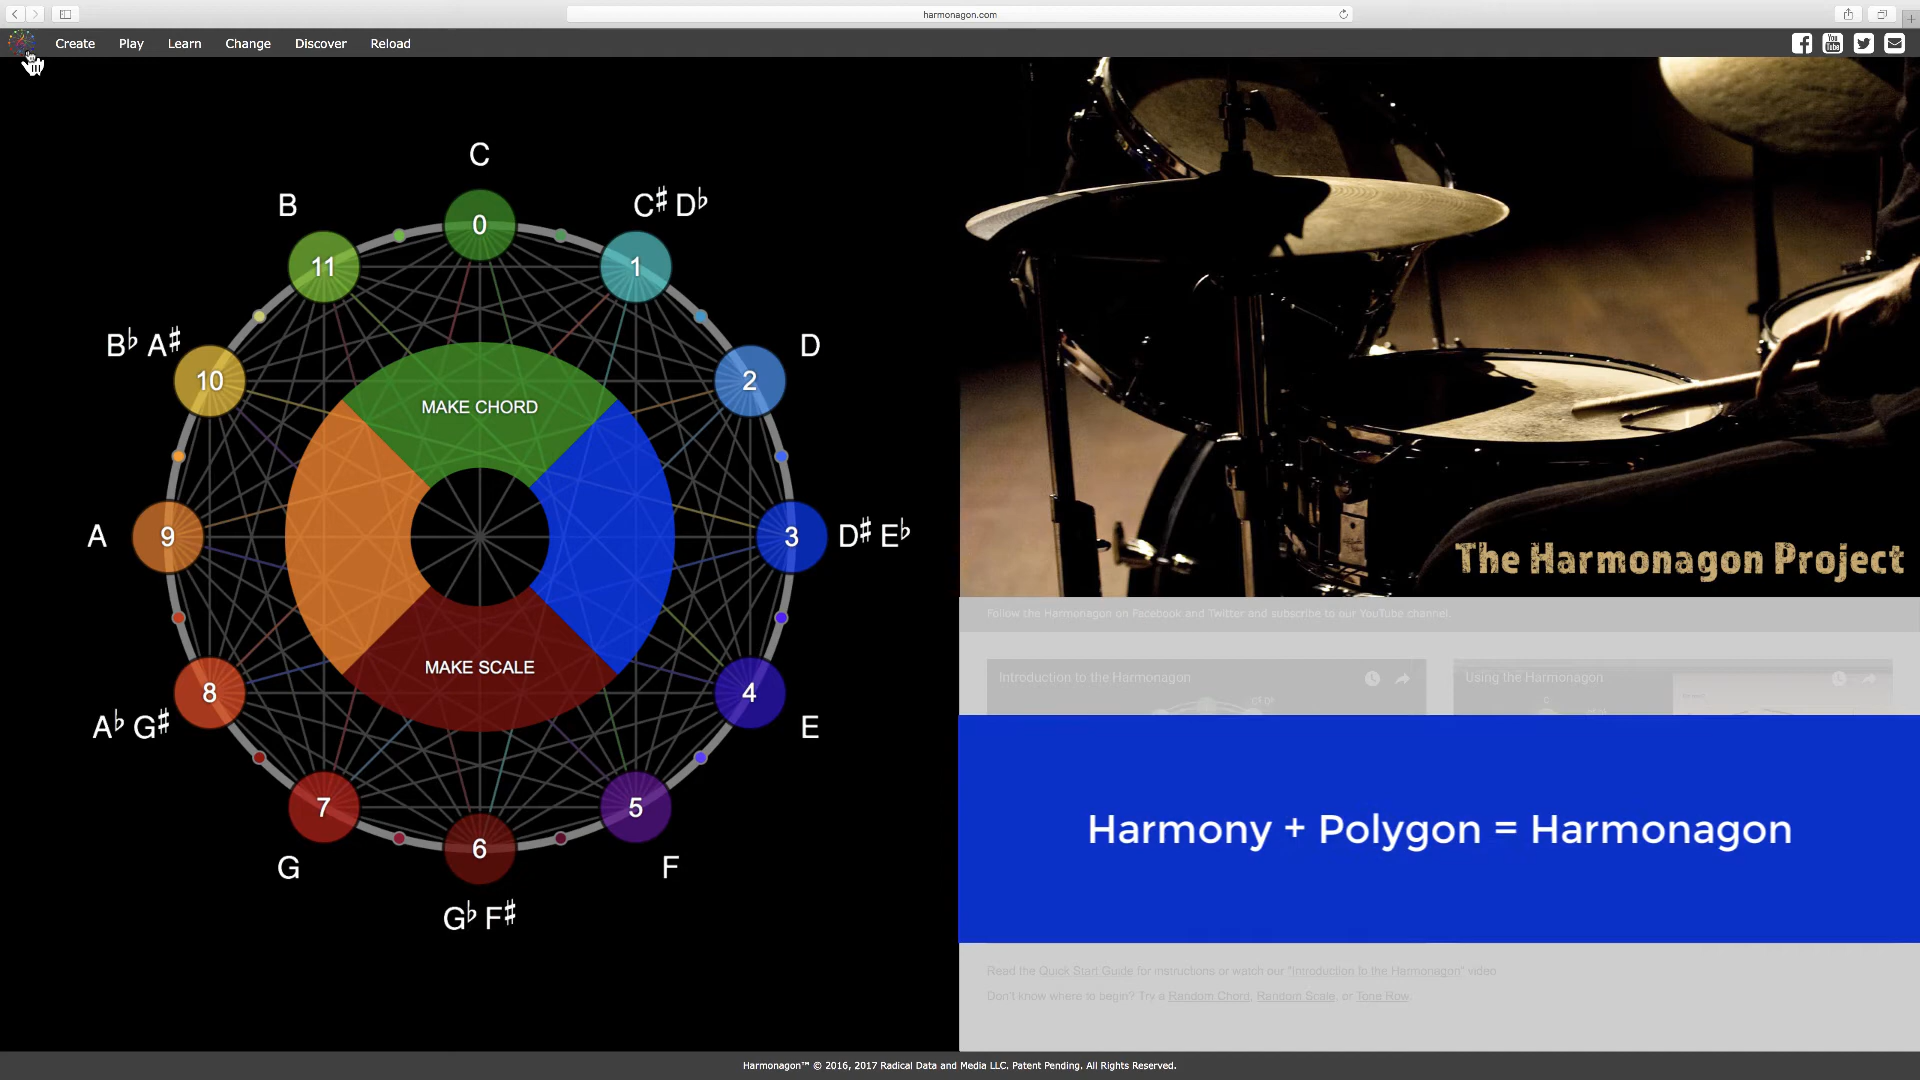 harmonagon.com
Create Play Learn Change Discover Reload
C
B
C♯ D♭
0
11
1
B♭ A♯
D
10
2
MAKE CHORD
A
9
3
D♯ E♭
MAKE SCALE
8
4
A♭ G♯
E
7
5
6
G
F
G♭ F♯
The Harmonagon Project
Follow the Harmonagon on Facebook and Twitter and subscribe to our YouTube channel.
Introduction to the Harmonagon
Using the Harmonagon
Harmony + Polygon = Harmonagon
Read the Quick Start Guide for instructions or watch our "Introduction to the Harmonagon" video
Don't know where to begin? Try a Random Chord, Random Scale, or Tone Row.
Harmonagon™ © 2016, 2017 Radical Data and Media LLC. Patent Pending. All Rights Reserved.